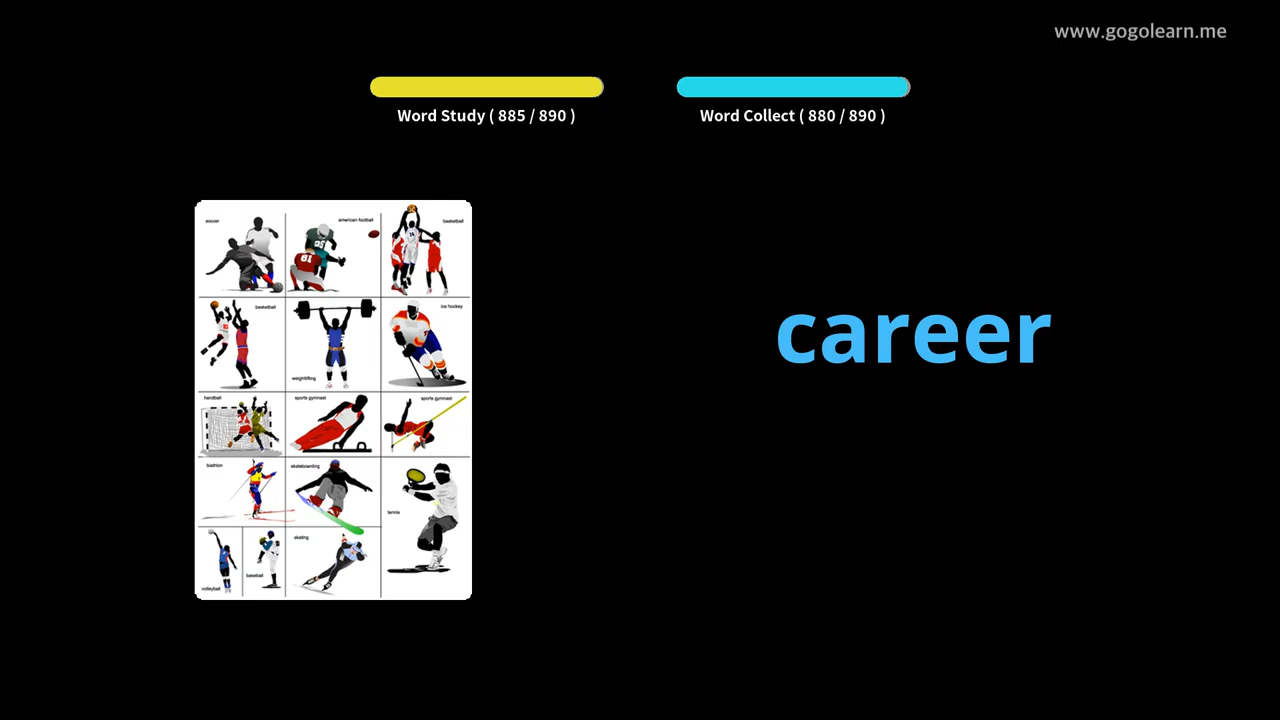 www.gogolearn.me
Word Study ( 885 / 890 )
Word Collect ( 880 / 890 )
soccer
american football
basketball
basketball
weightlifting
ice hockey
career
handball
sports gymnast
sports gymnast
biathlon
skateboarding
tennis
volleyball
baseball
skating